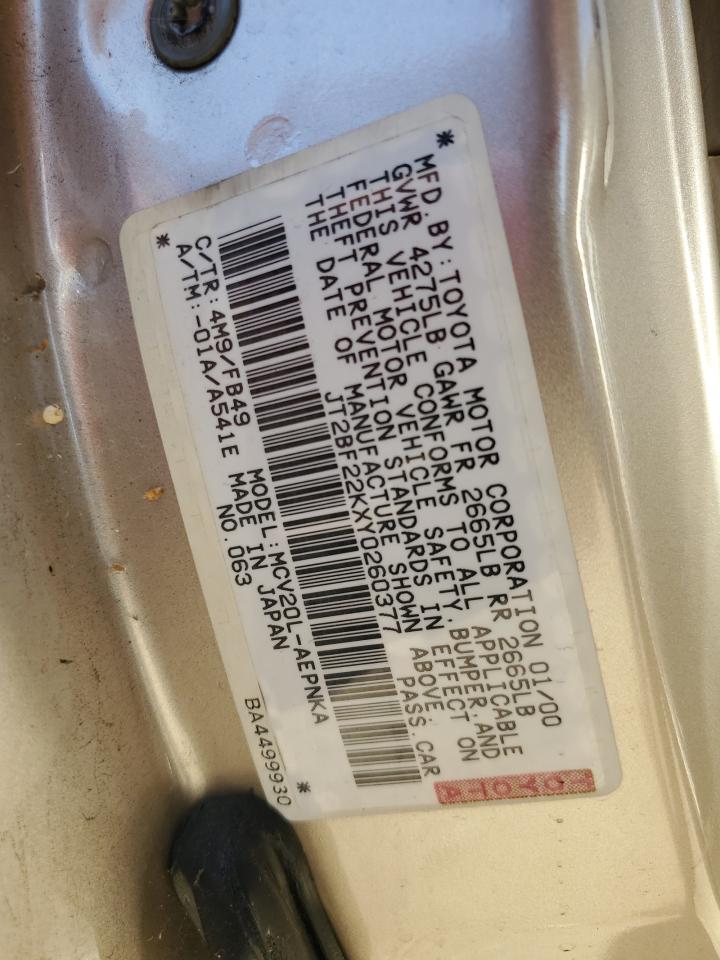 MFD.BY:TOYOTA MOTOR CORPORATION 01/00
GVWR 4275LB GAWR FR 2665LB RR 2665LB
THIS VEHICLE CONFORMS TO ALL APPLICABLE
FEDERAL MOTOR VEHICLE SAFETY,BUMPER,AND
THEFT PREVENTION STANDARDS IN EFFECT ON
THE DATE OF MANUFACTURE SHOWN ABOVE.
JT2BF22KXY0260377 PASS.CAR
TOYOTA
C/TR:4M9/FB49 MODEL:MCV20L-AEPNKA
A/TM:-01A/A541E MADE IN JAPAN
NO.063
BA4499930